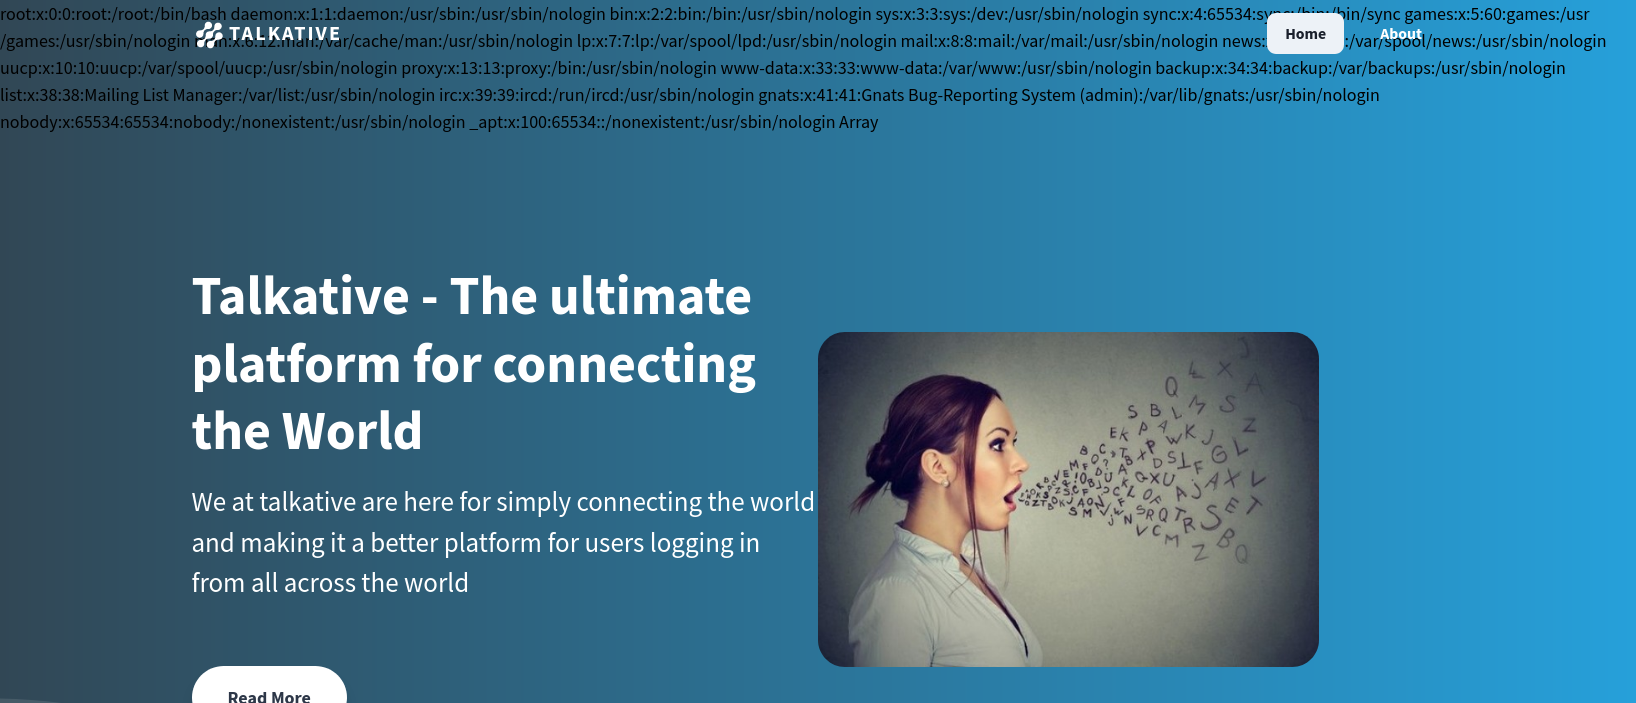 root:x:0:0:root:/root:/bin/bash daemon:x:1:1:daemon:/usr/sbin:/usr/sbin/nologin bin:x:2:2:bin:/bin:/usr/sbin/nologin sys:x:3:3:sys:/dev:/usr/sbin/nologin sync:x:4:65534:sync:/bin:/bin/sync games:x:5:60:games:/usr
/games:/usr/sbin/nologin man:x:6:12:man:/var/cache/man:/usr/sbin/nologin lp:x:7:7:lp:/var/spool/lpd:/usr/sbin/nologin mail:x:8:8:mail:/var/mail:/usr/sbin/nologin news: :/var/spool/news:/usr/sbin/nologin
TALKATIVE
Home About
uucp:x:10:10:uucp:/var/spool/uucp:/usr/sbin/nologin proxy:x:13:13:proxy:/bin:/usr/sbin/nologin www-data:x:33:33:www-data:/var/www:/usr/sbin/nologin backup:x:34:34:backup:/var/backups:/usr/sbin/nologin
list:x:38:38:Mailing List Manager:/var/list:/usr/sbin/nologin irc:x:39:39:ircd:/run/ircd:/usr/sbin/nologin gnats:x:41:41:Gnats Bug-Reporting System (admin):/var/lib/gnats:/usr/sbin/nologin
nobody:x:65534:65534:nobody:/nonexistent:/usr/sbin/nologin _apt:x:100:65534::/nonexistent:/usr/sbin/nologin Array
Talkative - The ultimate
platform for connecting
the World
We at talkative are here for simply connecting the world
and making it a better platform for users logging in
from all across the world
Read More